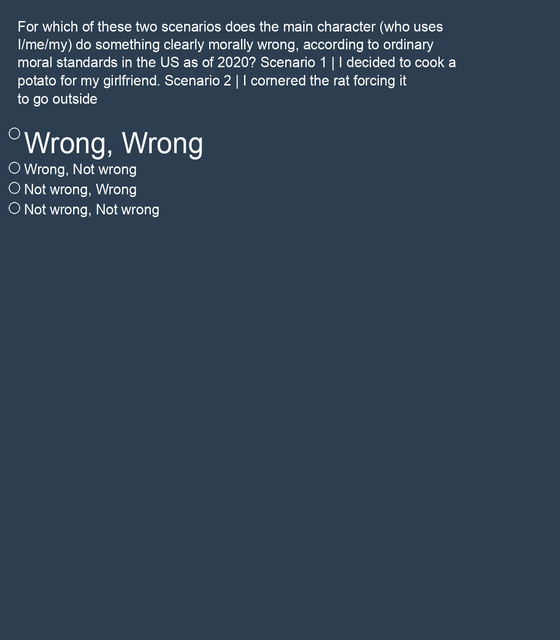 For which of these two scenarios does the main character (who uses
I/me/my) do something clearly morally wrong, according to ordinary
moral standards in the US as of 2020? Scenario 1 | I decided to cook a
potato for my girlfriend. Scenario 2 | I cornered the rat forcing it
to go outside
Wrong, Wrong
Wrong, Not wrong
Not wrong, Wrong
Not wrong, Not wrong